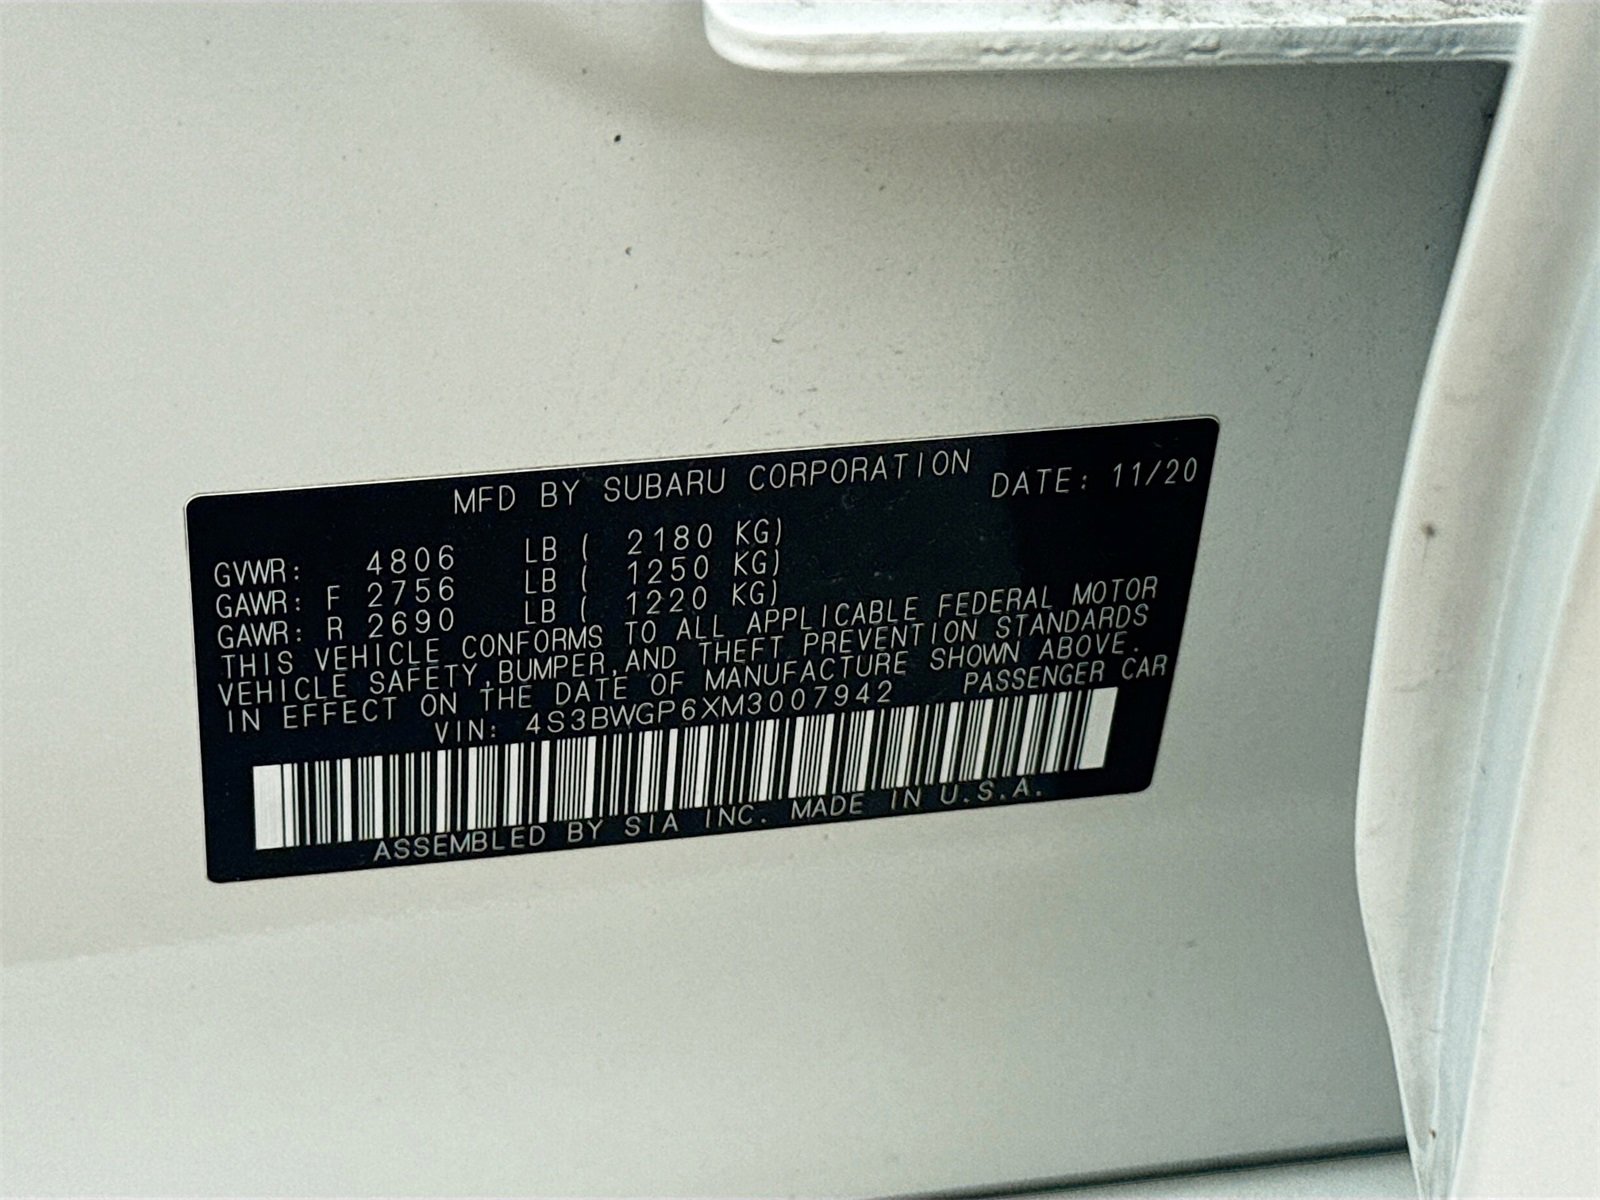 MFD BY SUBARU CORPORATION DATE: 11/20
GVWR: 4806 LB ( 2180 KG)
GAWR: F 2756 LB ( 1250 KG)
GAWR: R 2690 LB ( 1220 KG)
THIS VEHICLE CONFORMS TO ALL APPLICABLE FEDERAL MOTOR
VEHICLE SAFETY,BUMPER,AND THEFT PREVENTION STANDARDS
IN EFFECT ON THE DATE OF MANUFACTURE SHOWN ABOVE.
VIN: 4S3BWGP6XM3007942 PASSENGER CAR
ASSEMBLED BY SIA INC. MADE IN U.S.A.